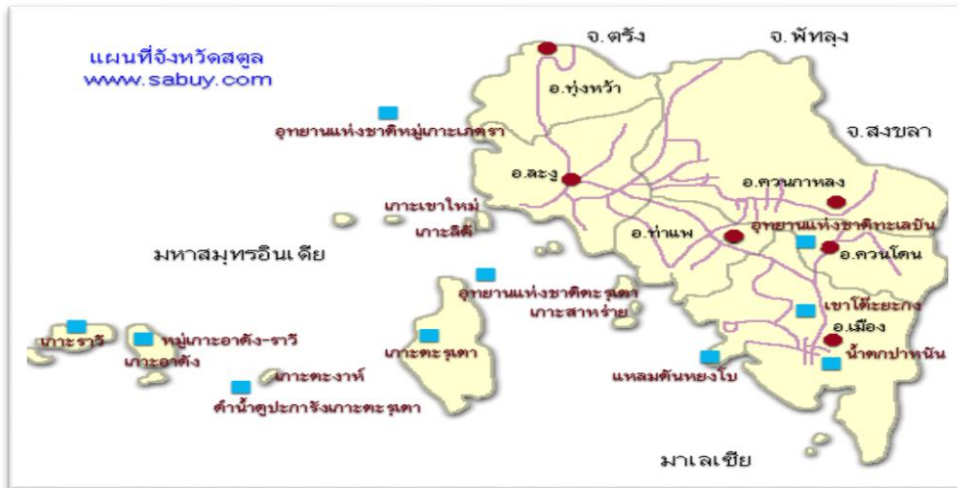 แผนที่จังหวัดสตูล
www.sabuy.com
จ.ตรัง
จ.พัทลุง
อ.ทุ่งหว้า
อุทยานแห่งชาติหมู่เกาะเภตรา
จ.สงขลา
อ.ละงู
อ.ควนกาหลง
เกาะเขาใหญ่
เกาะลิดี
อ.ท่าแพ
อุทยานแห่งชาติทะเลบัน
มหาสมุทรอินเดีย
อ.ควนโดน
อุทยานแห่งชาติตะรุเตา
เกาะสาหร่าย
เขาโต๊ะยะกง
อ.เมือง
เกาะราวี
หมู่เกาะอาดัง-ราวี
เกาะอาดัง
เกาะตะรุเตา
น้ำตกปาหนัน
เกาะตะงาห์
แหลมตันหยงโป
ดำน้ำดูปะการังเกาะตะรุเตา
มาเลเซีย